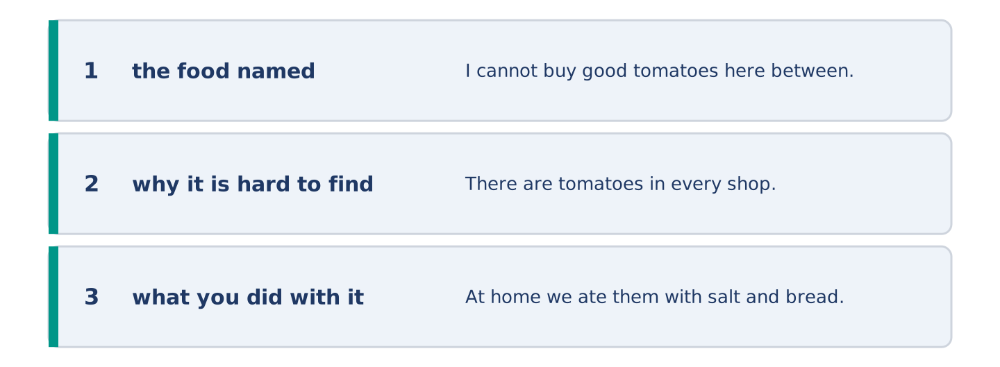 1 the food named I cannot buy good tomatoes here between.
2 why it is hard to find There are tomatoes in every shop.
3 what you did with it At home we ate them with salt and bread.